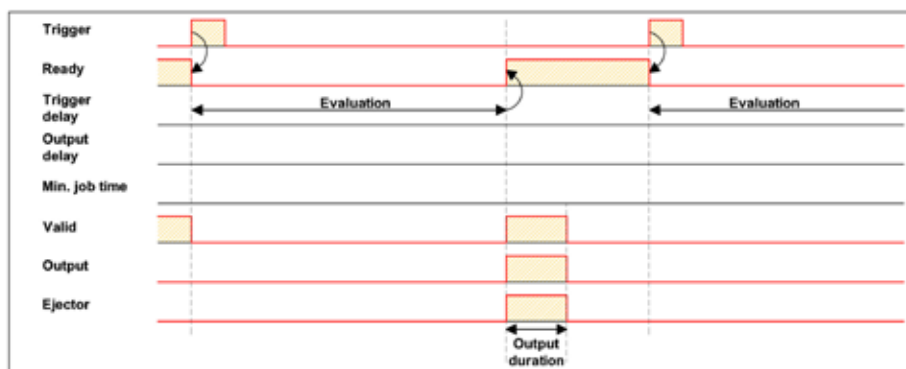 Trigger
Ready
Trigger
delay
Evaluation
Evaluation
Output
delay
Min. job time
Valid
Output
Ejector
Output
duration